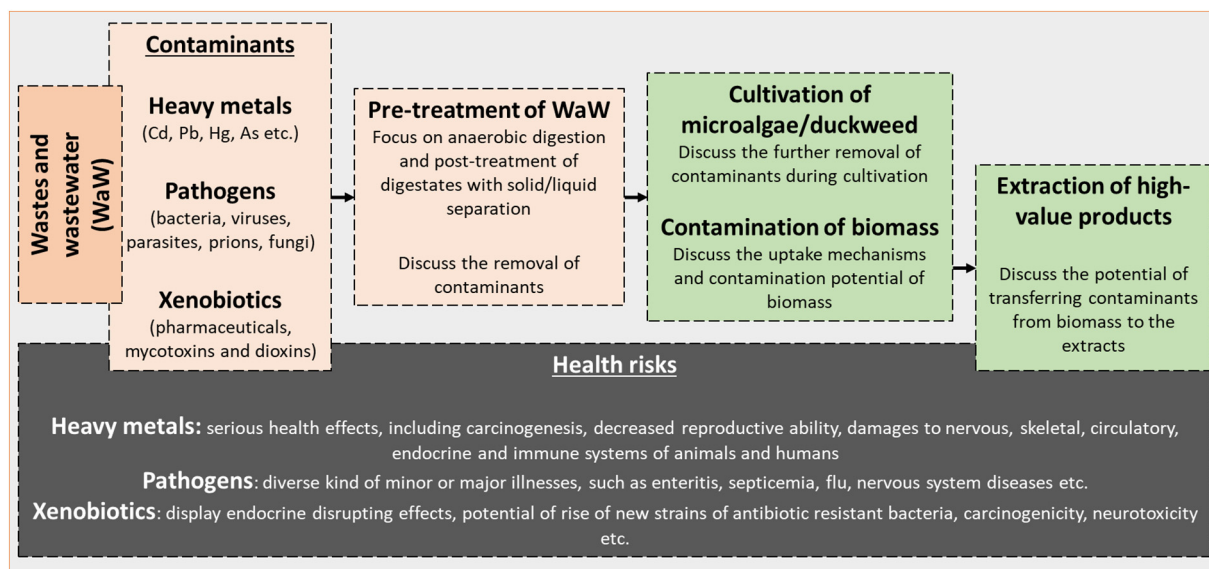 Wastes and
wastewater
(WaW)
Contaminants
Heavy metals
(Cd, Pb, Hg, As etc.)
Pathogens
(bacteria, viruses,
parasites, prions, fungi)
Xenobiotics
(pharmaceuticals,
mycotoxins and dioxins)
Pre-treatment of WaW
Focus on anaerobic digestion
and post-treatment of
digestates with solid/liquid
separation
Discuss the removal of
contaminants
Cultivation of
microalgae/duckweed
Discuss the further removal of
contaminants during cultivation
Contamination of biomass
Discuss the uptake mechanisms
and contamination potential of
biomass
Extraction of high-
value products
Discuss the potential of
transferring contaminants
from biomass to the
extracts
Health risks
Heavy metals: serious health effects, including carcinogenesis, decreased reproductive ability, damages to nervous, skeletal, circulatory,
endocrine and immune systems of animals and humans
Pathogens: diverse kind of minor or major illnesses, such as enteritis, septicemia, flu, nervous system diseases etc.
Xenobiotics: display endocrine disrupting effects, potential of rise of new strains of antibiotic resistant bacteria, carcinogenicity, neurotoxicity
etc.